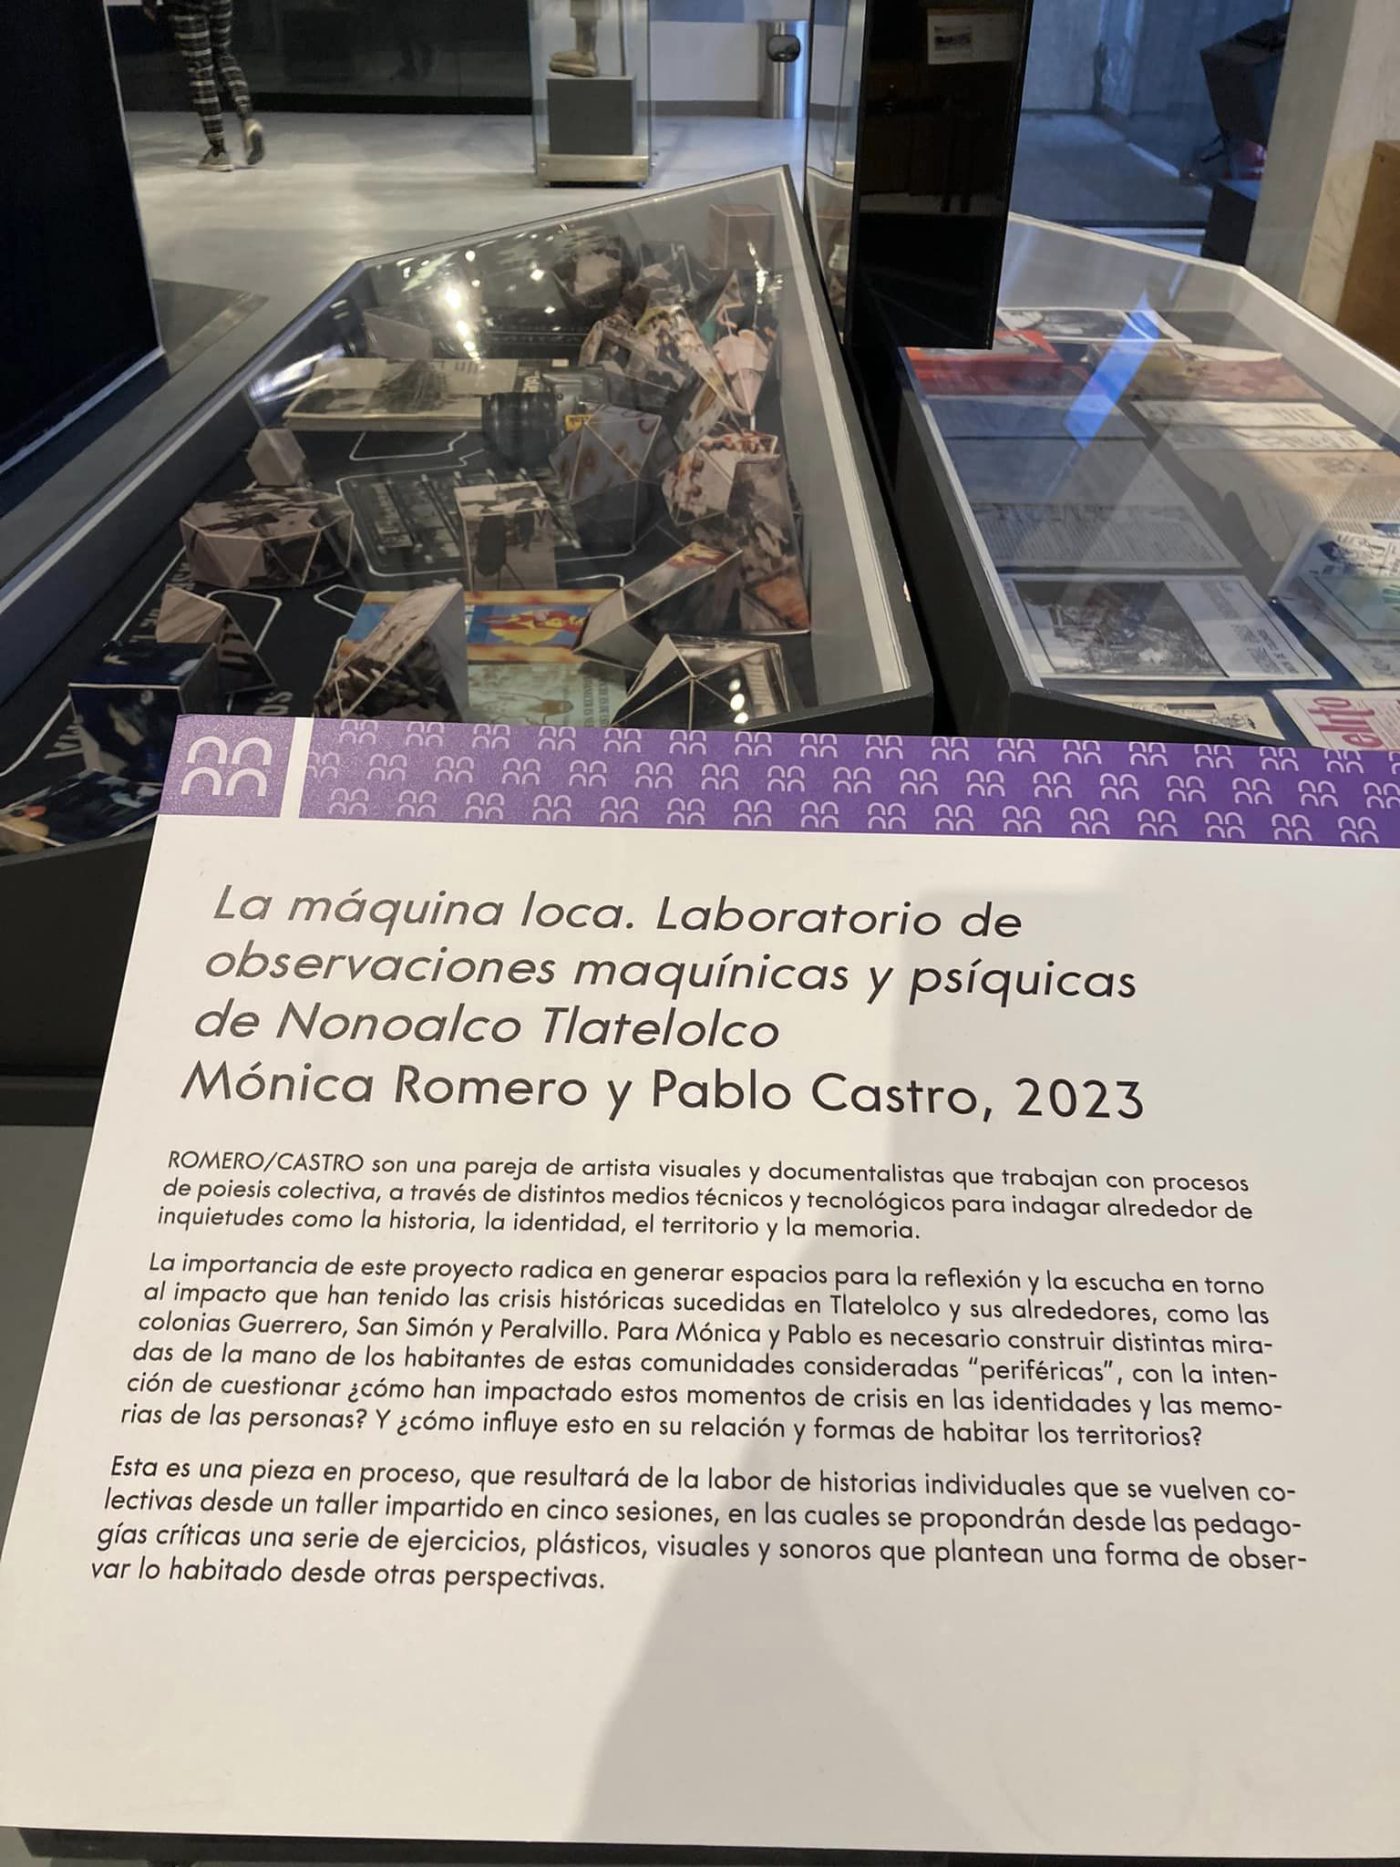 La máquina loca. Laboratorio de
observaciones maquínicas y psíquicas
de Nonoalco Tlatelolco
Mónica Romero y Pablo Castro, 2023
ROMERO/CASTRO son una pareja de artista visuales y documentalistas que trabajan con procesos
de poiesis colectiva, a través de distintos medios técnicos y tecnológicos para indagar alrededor de
inquietudes como la historia, la identidad, el territorio y la memoria.
La importancia de este proyecto radica en generar espacios para la reflexión y la escucha en torno
al impacto que han tenido las crisis históricas sucedidas en Tlatelolco y sus alrededores, como las
colonias Guerrero, San Simón y Peralvillo. Para Mónica y Pablo es necesario construir distintas mira-
das de la mano de los habitantes de estas comunidades consideradas “periféricas”, con la inten-
ción de cuestionar ¿cómo han impactado estos momentos de crisis en las identidades y las memo-
rias de las personas? Y ¿cómo influye esto en su relación y formas de habitar los territorios?
Esta es una pieza en proceso, que resultará de la labor de historias individuales que se vuelven co-
lectivas desde un taller impartido en cinco sesiones, en las cuales se propondrán desde las pedago-
gías críticas una serie de ejercicios, plásticos, visuales y sonoros que plantean una forma de obser-
var lo habitado desde otras perspectivas.